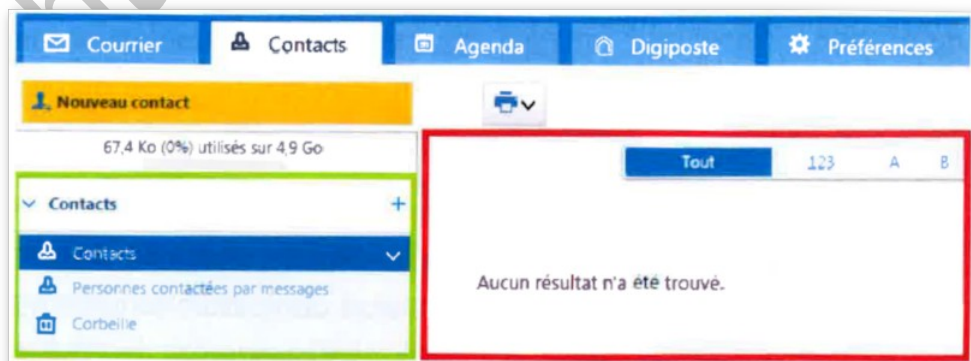 Courrier Contacts Agenda Digiposte Préférences
Nouveau contact
67,4 Ko (0%) utilisés sur 4,9 Go
Tout 123 A B
Contacts +
Contacts
Aucun résultat n'a été trouvé.
Personnes contactées par messages
Corbeille